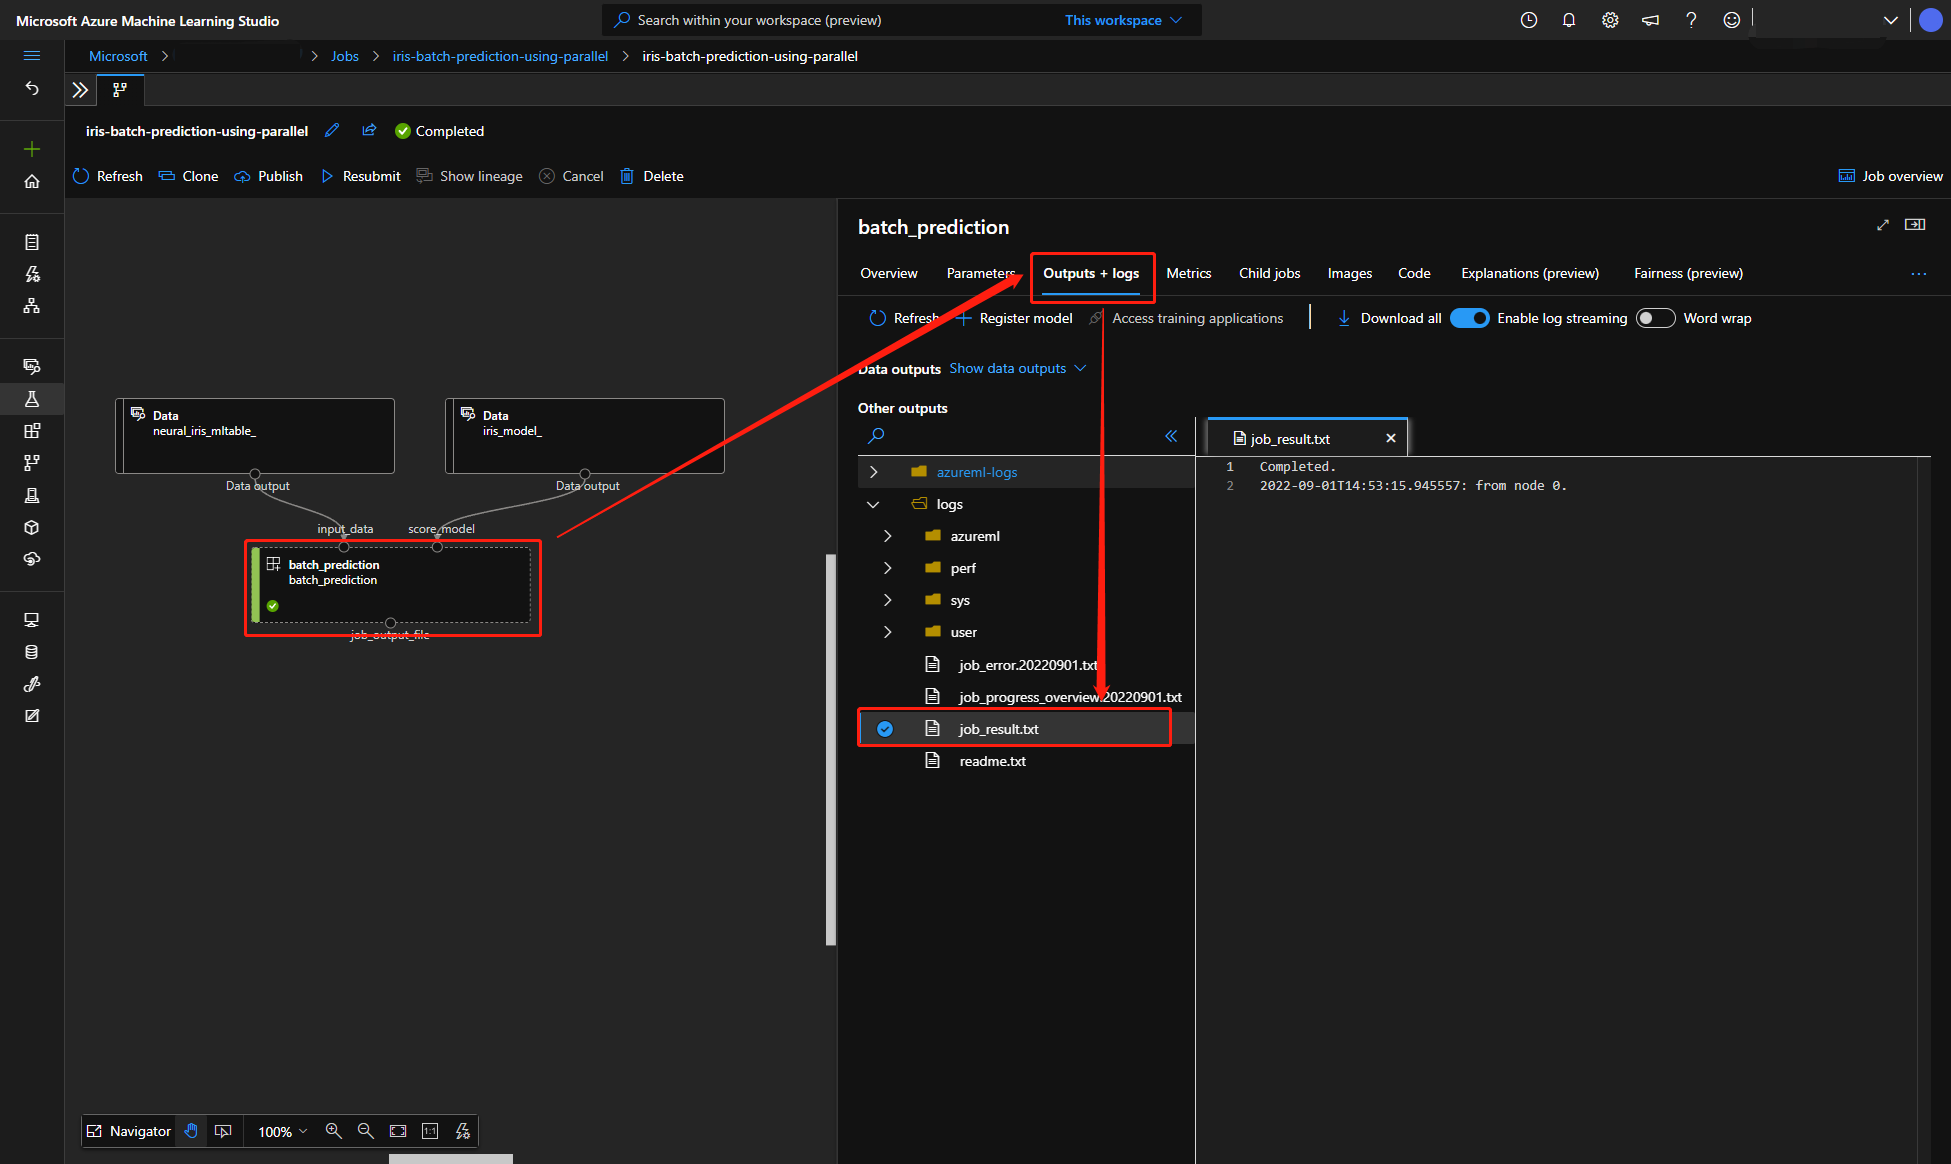 Microsoft Azure Machine Learning Studio
Search within your workspace (preview)
This workspace
Microsoft > > Jobs > iris-batch-prediction-using-parallel > iris-batch-prediction-using-parallel
iris-batch-prediction-using-parallel
Completed
Refresh
Clone
Publish
Resubmit
Show lineage
Cancel
Delete
Job overview
Data
neural_iris_mltable_
Data output
Data
iris_model_
Data output
input_data
score_model
batch_prediction
batch_prediction
job_output_file
Navigator
100%
1:1
batch_prediction
Overview
Parameters
Outputs + logs
Metrics
Child jobs
Images
Code
Explanations (preview)
Fairness (preview)
...
Refresh
Register model
Access training applications
Download all
Enable log streaming
Word wrap
Data outputs
Show data outputs
Other outputs
azureml-logs
logs
azureml
perf
sys
user
job_error.20220901.txt
job_progress_overview.20220901.txt
job_result.txt
readme.txt
job_result.txt
1 Completed.
2 2022-09-01T14:53:15.945557: from node 0.